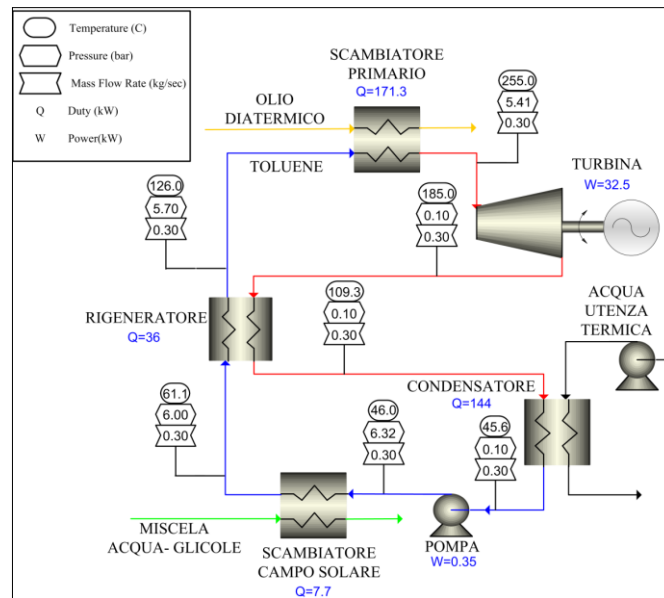 Temperature (C)
Pressure (bar)
Mass Flow Rate (kg/sec)
Q Duty (kW)
W Power(kW)
SCAMBIATORE
PRIMARIO
Q=171.3
OLIO
DIATERMICO
TOLUENE
255.0
5.41
0.30
TURBINA
W=32.5
126.0
5.70
0.30
185.0
0.10
0.30
RIGENERATORE
Q=36
109.3
0.10
0.30
ACQUA
UTENZA
TERMICA
CONDENSATORE
Q=144
61.1
6.00
0.30
46.0
6.32
0.30
45.6
0.10
0.30
MISCELA
ACQUA- GLICOLE
SCAMBIATORE
CAMPO SOLARE
Q=7.7
POMPA
W=0.35